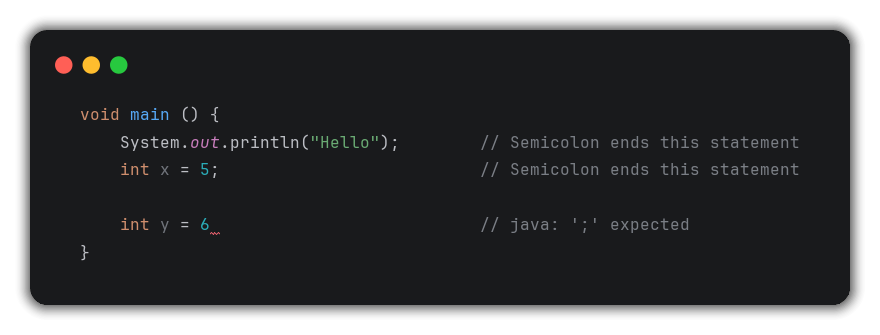 void main () {
    System.out.println("Hello");        // Semicolon ends this statement
    int x = 5;                          // Semicolon ends this statement
    int y = 6                           // java: ';' expected
}